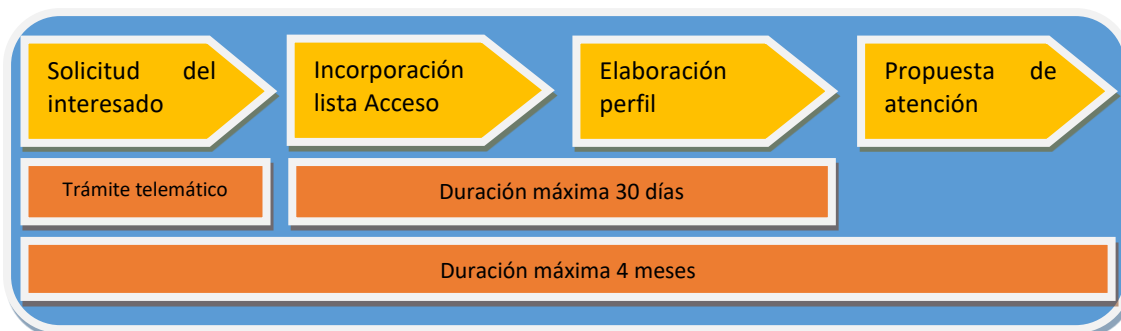 Solicitud del
interesado
Incorporación
lista Acceso
Elaboración
perfil
Propuesta de
atención
Trámite telemático
Duración máxima 30 días
Duración máxima 4 meses